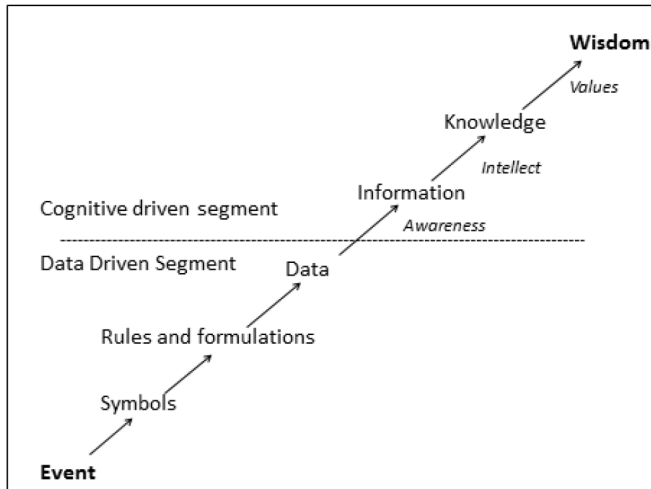 Wisdom
Values
Knowledge
Intellect
Information
Cognitive driven segment
Awareness
Data Driven Segment
Data
Rules and formulations
Symbols
Event